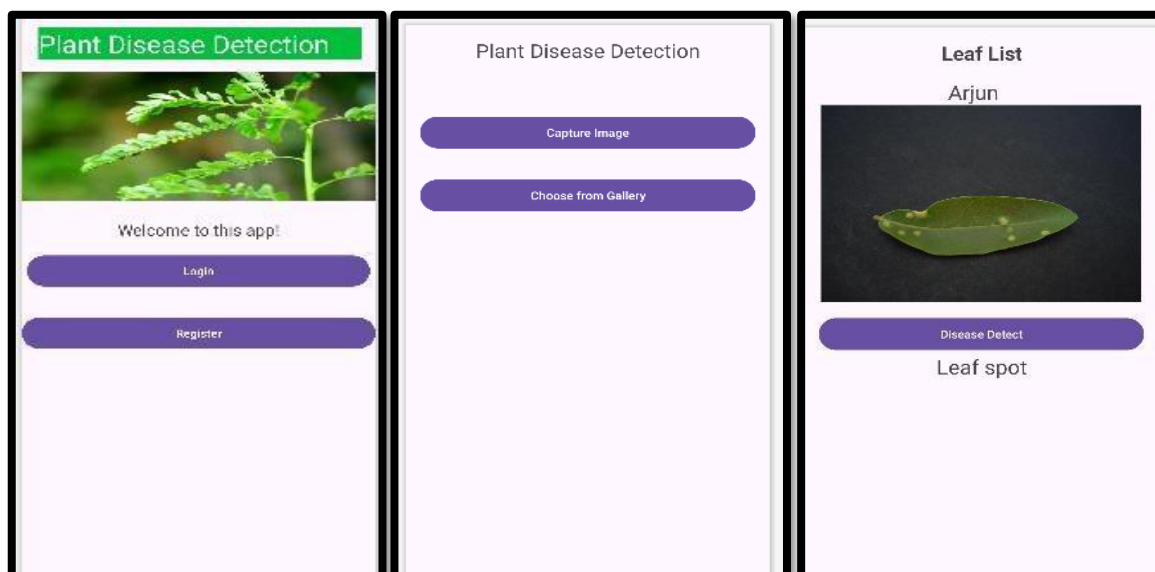 Plant Disease Detection
Welcome to this app!
Login
Register
Plant Disease Detection
Capture Image
Choose from Gallery
Leaf List
Arjun
Disease Detect
Leaf spot